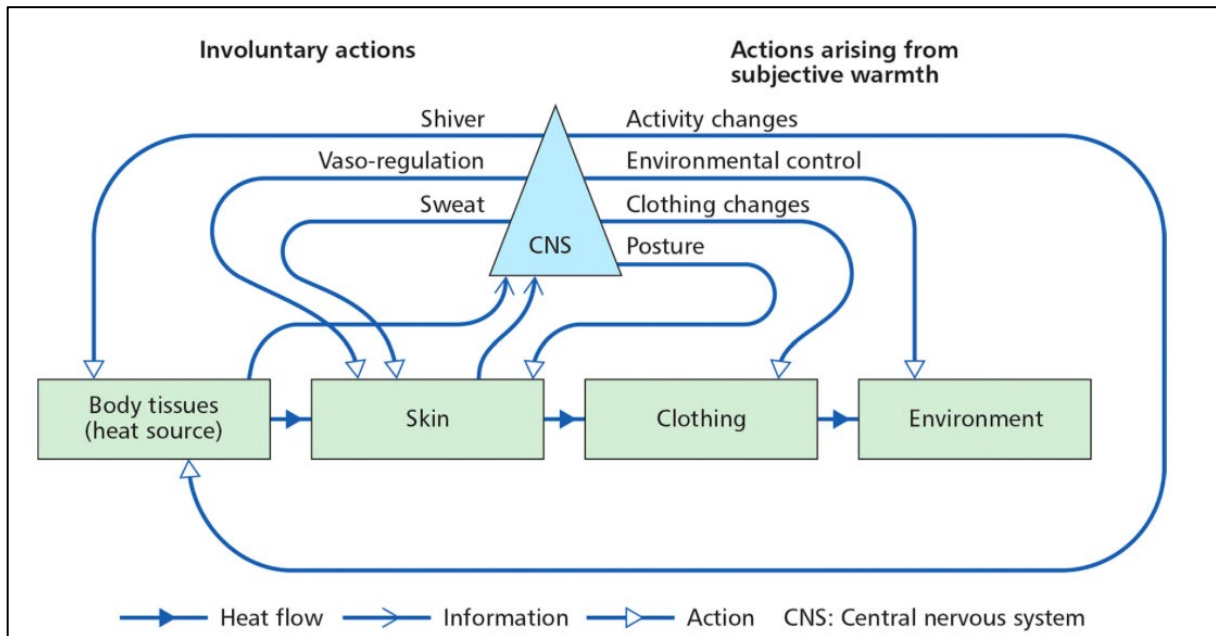 Involuntary actions
Actions arising from
subjective warmth
Shiver
Activity changes
Vaso-regulation
Environmental control
Sweat
Clothing changes
CNS
Posture
Body tissues
(heat source)
Skin
Clothing
Environment
Heat flow
Information
Action
CNS: Central nervous system